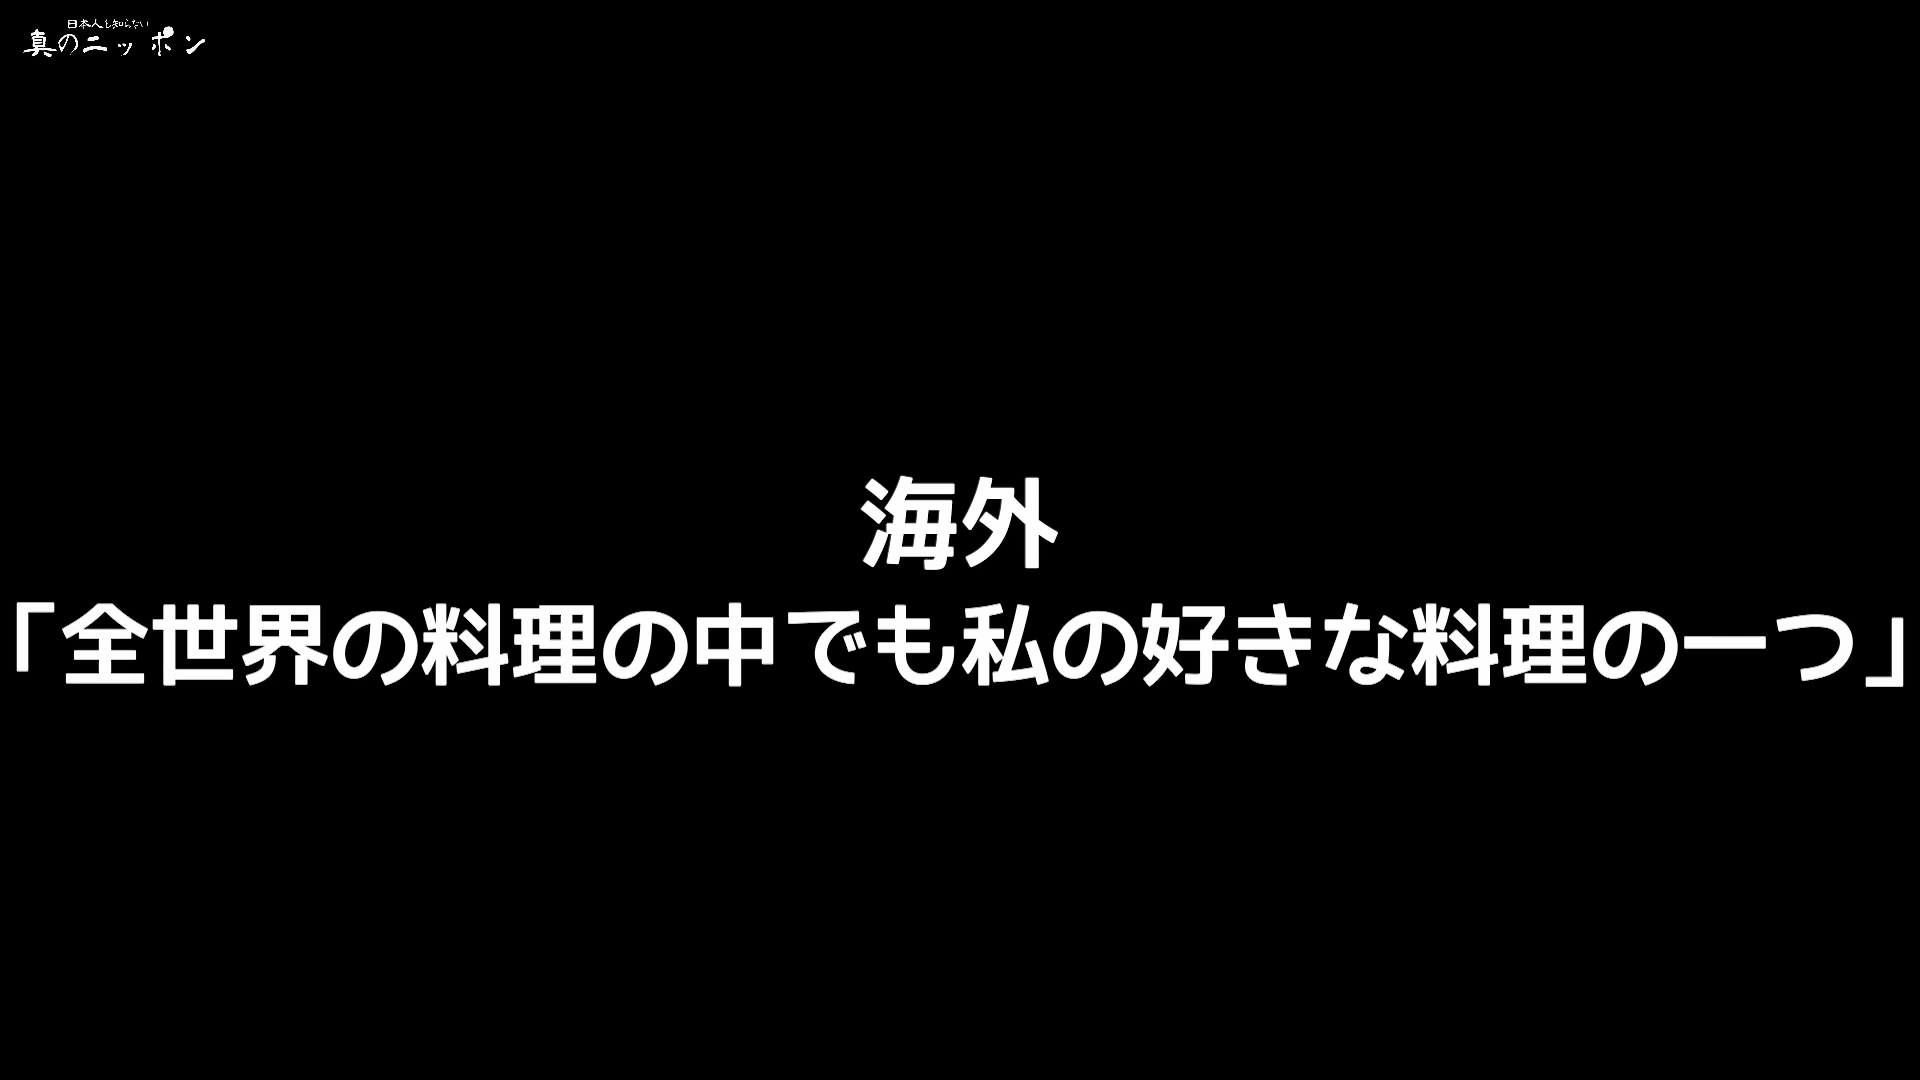 日本人も知らない
真のニッポン
海外
「全世界の料理の中でも私の好きな料理の一つ」